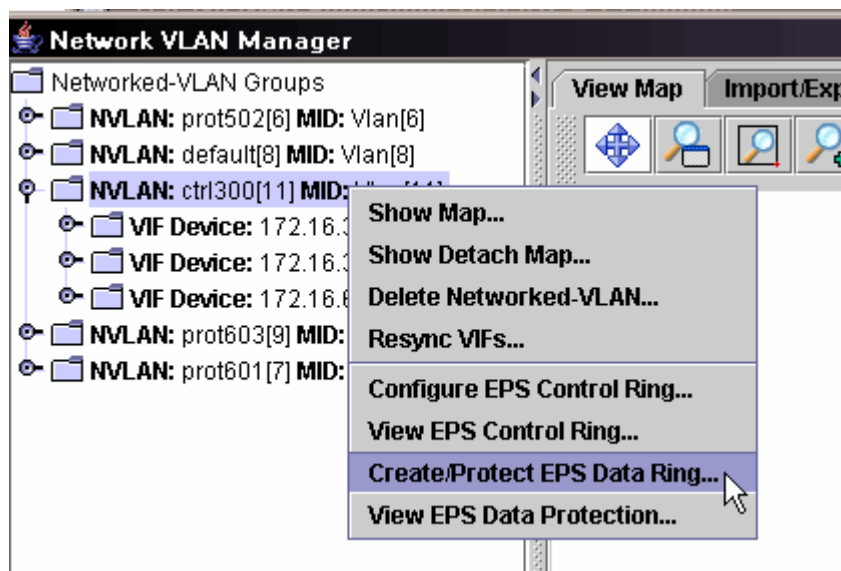 Network VLAN Manager
Networked-VLAN Groups
NVLAN: prot502[6] MID: Vlan[6]
NVLAN: default[8] MID: Vlan[8]
NVLAN: ctrl300[11] MID:
VIF Device: 172.16.
VIF Device: 172.16.
VIF Device: 172.16.
NVLAN: prot603[9] MID:
NVLAN: prot601[7] MID:
View Map
Import/Exp
Show Map...
Show Detach Map...
Delete Networked-VLAN...
Resync VIFs...
Configure EPS Control Ring...
View EPS Control Ring...
Create/Protect EPS Data Ring...
View EPS Data Protection...